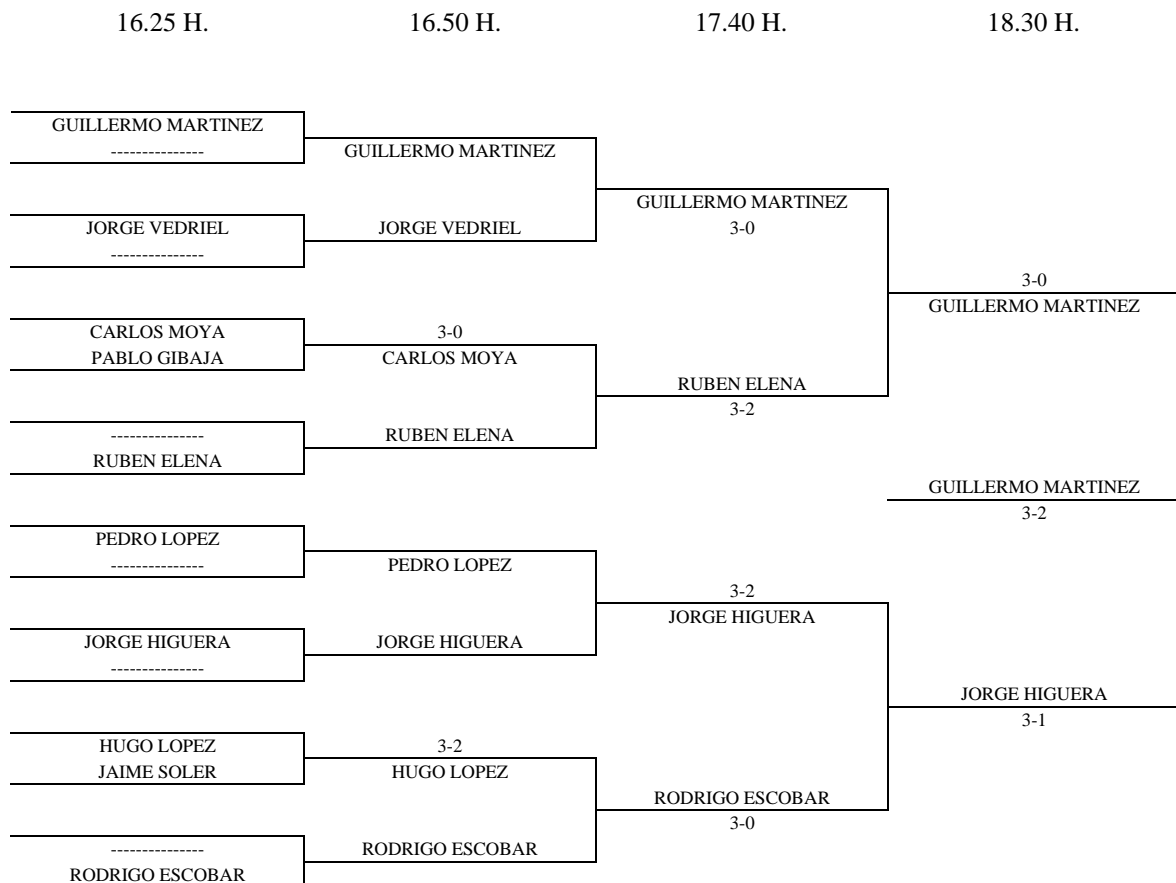 16.25 H. 16.50 H. 17.40 H. 18.30 H.
GUILLERMO MARTINEZ
---------------
GUILLERMO MARTINEZ
GUILLERMO MARTINEZ
3-0
JORGE VEDRIEL
---------------
JORGE VEDRIEL
3-0
GUILLERMO MARTINEZ
CARLOS MOYA
PABLO GIBAJA
3-0
CARLOS MOYA
RUBEN ELENA
3-2
---------------
RUBEN ELENA
RUBEN ELENA
GUILLERMO MARTINEZ
3-2
PEDRO LOPEZ
---------------
PEDRO LOPEZ
3-2
JORGE HIGUERA
JORGE HIGUERA
---------------
JORGE HIGUERA
JORGE HIGUERA
3-1
HUGO LOPEZ
JAIME SOLER
3-2
HUGO LOPEZ
RODRIGO ESCOBAR
3-0
---------------
RODRIGO ESCOBAR
RODRIGO ESCOBAR